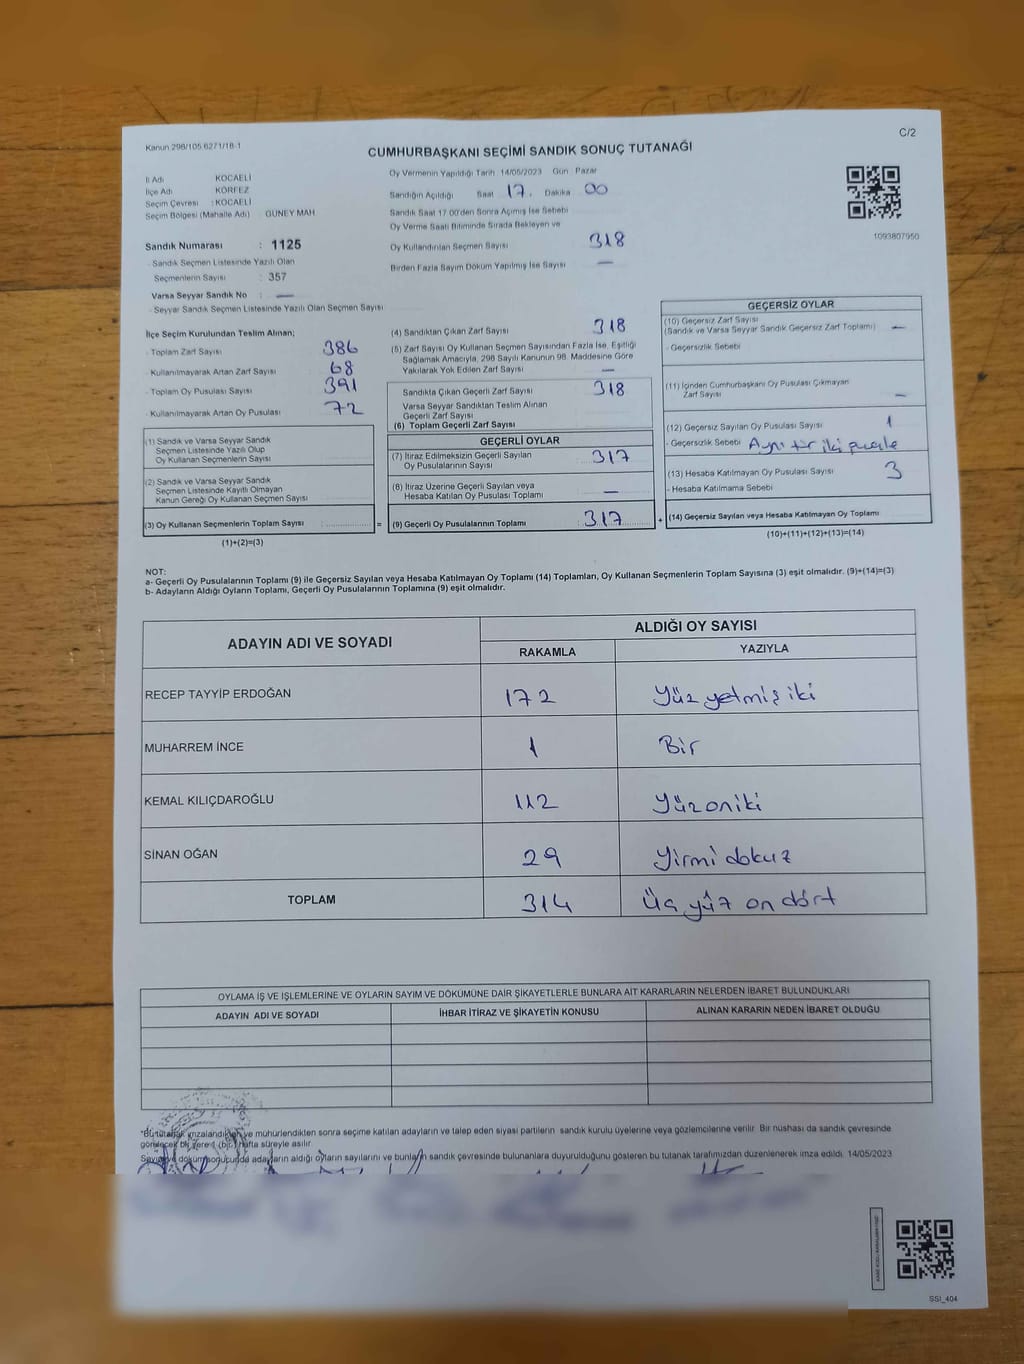 C/2
Kanun 298/105 6271/18-1
CUMHURBAŞKANI SEÇİMİ SANDIK SONUÇ TUTANAĞI
İl Adı : KOCAELİ
İlçe Adı : KÖRFEZ
Seçim Çevresi : KOCAELİ
Seçim Bölgesi (Mahalle Adı) : GÜNEY MAH
Sandık Numarası : 1125
- Sandık Seçmen Listesinde Yazılı Olan
Seçmenlerin Sayısı : 357
Varsa Seyyar Sandık No : —
- Seyyar Sandık Seçmen Listesinde Yazılı Olan Seçmen Sayısı
Oy Vermenin Yapıldığı Tarih 14/05/2023 Gün Pazar
Sandığın Açıldığı Saat 17. Dakika 00
Sandık Saat 17 00'den Sonra Açımış İse Sebebi
Oy Verme Saati Bitiminde Sırada Bekleyen ve
Oy Kullandırılan Seçmen Sayısı 318
Birden Fazla Sayım Döküm Yapılmış İse Sayısı —
1093807950
İlçe Seçim Kurulundan Teslim Alınan;
- Toplam Zarf Sayısı 386
- Kullanılmayarak Artan Zarf Sayısı 68
- Toplam Oy Pusulası Sayısı 391
- Kullanılmayarak Artan Oy Pusulası 72
(1) Sandık ve Varsa Seyyar Sandık
Seçmen Listesinde Yazılı Olup
Oy Kullanan Seçmenlerin Sayısı
(2) Sandık ve Varsa Seyyar Sandık
Seçmen Listesinde Kayıtlı Olmayan
Kanun Gereği Oy Kullanan Seçmen Sayısı
(3) Oy Kullanan Seçmenlerin Toplam Sayısı : =
(1)+(2)=(3)
(4) Sandıktan Çıkan Zarf Sayısı 318
(5) Zarf Sayısı Oy Kullanan Seçmen Sayısından Fazla İse, Eşitliği
Sağlamak Amacıyla, 298 Sayılı Kanunun 98. Maddesine Göre
Yakılarak Yok Edilen Zarf Sayısı —
Sandıkta Çıkan Geçerli Zarf Sayısı 318
Varsa Seyyar Sandıktan Teslim Alınan
Geçerli Zarf Sayısı
(6) Toplam Geçerli Zarf Sayısı
GEÇERLİ OYLAR
(7) İtiraz Edilmeksizin Geçerli Sayılan
Oy Pusulalarının Sayısı 317
(8) İtiraz Üzerine Geçerli Sayılan veya
Hesaba Katılan Oy Pusulası Toplamı —
(9) Geçerli Oy Pusulalarının Toplamı : 317 +
GEÇERSİZ OYLAR
(10) Geçersiz Zarf Sayısı
(Sandık ve Varsa Seyyar Sandık Geçersiz Zarf Toplamı) —
- Geçersizlik Sebebi
(11) İçinden Cumhurbaşkanı Oy Pusulası Çıkmayan
Zarf Sayısı —
(12) Geçersiz Sayılan Oy Pusulası Sayısı 1
- Geçersizlik Sebebi Ayrı bir iki pusula
(13) Hesaba Katılmayan Oy Pusulası Sayısı 3
- Hesaba Katılmama Sebebi
(14) Geçersiz Sayılan veya Hesaba Katılmayan Oy Toplamı
(10)+(11)+(12)+(13)=(14)
NOT:
a- Geçerli Oy Pusulalarının Toplamı (9) ile Geçersiz Sayılan veya Hesaba Katılmayan Oy Toplamı (14) Toplamları, Oy Kullanan Seçmenlerin Toplam Sayısına (3) eşit olmalıdır. (9)+(14)=(3)
b- Adayların Aldığı Oyların Toplamı, Geçerli Oy Pusulalarının Toplamına (9) eşit olmalıdır.
ADAYIN ADI VE SOYADI
ALDIĞI OY SAYISI
RAKAMLA YAZIYLA
RECEP TAYYİP ERDOĞAN 172 Yüz yetmiş iki
MUHARREM İNCE 1 Bir
KEMAL KILIÇDAROĞLU 112 Yüz oniki
SİNAN OĞAN 29 Yirmi dokuz
TOPLAM 314 Üç yüz on dört
OYLAMA İŞ VE İŞLEMLERİNE VE OYLARIN SAYIM VE DÖKÜMÜNE DAİR ŞİKAYETLERLE BUNLARA AİT KARARLARIN NELERDEN İBARET BULUNDUKLARI
ADAYIN ADI VE SOYADI İHBAR İTİRAZ VE ŞİKAYETİN KONUSU ALINAN KARARIN NEDEN İBARET OLDUĞU
*Bu tutanak, imzalandıktan ve mühürlendikten sonra seçime katılan adayların ve talep eden siyasi partilerin sandık kurulu üyelerine veya gözlemcilerine verilir. Bir nüshası da sandık çevresinde
görülecek bir yere 1 (bir) hafta süreyle asılır.
Sayım ve döküm sonucunda adayların aldığı oyların sayılarını ve bunların sandık çevresinde bulunanlara duyurulduğunu gösteren bu tutanak tarafımızdan düzenlenerek imza edildi. 14/05/2023
SSI_404